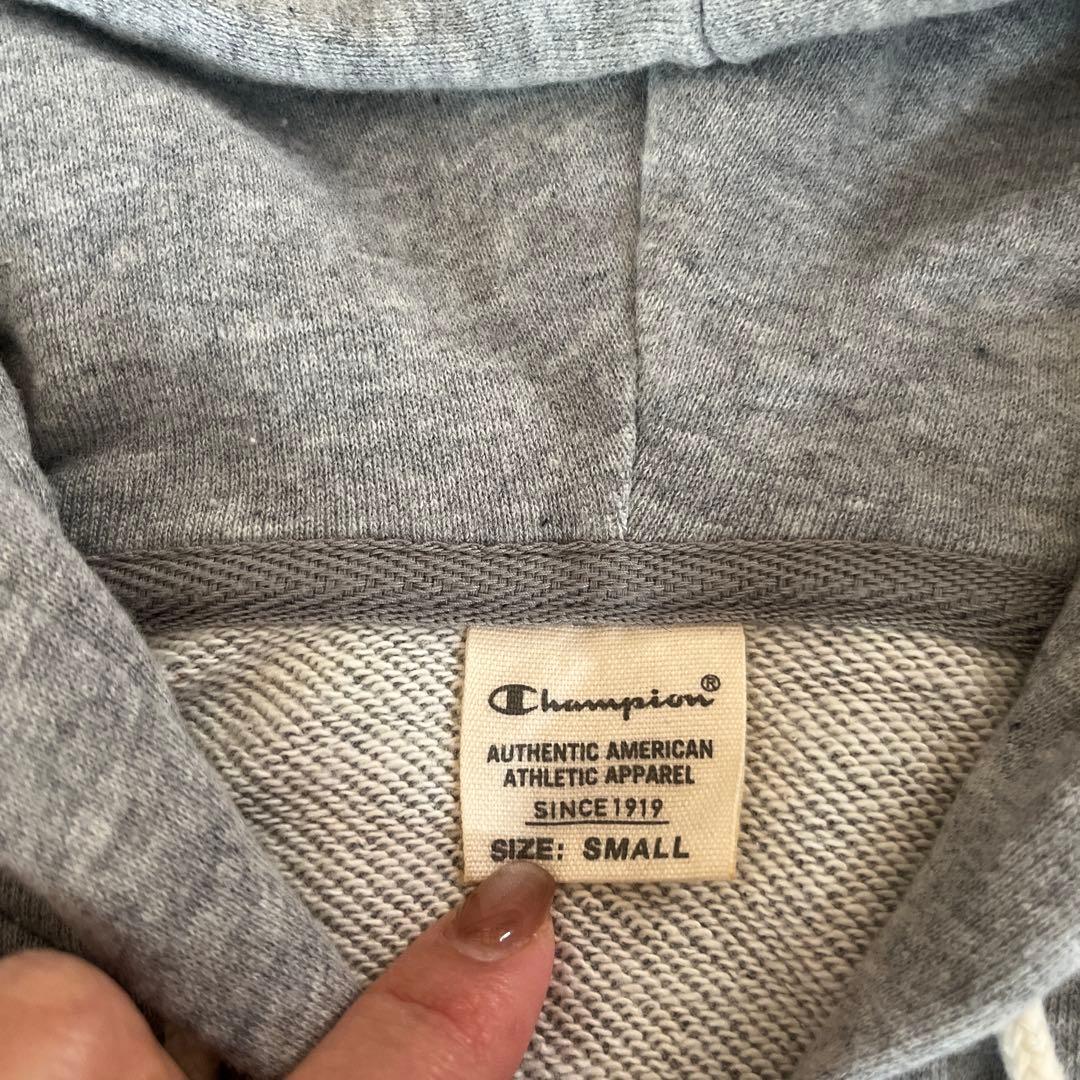 Champion®
AUTHENTIC AMERICAN
ATHLETIC APPAREL
SINCE 1919
SIZE: SMALL